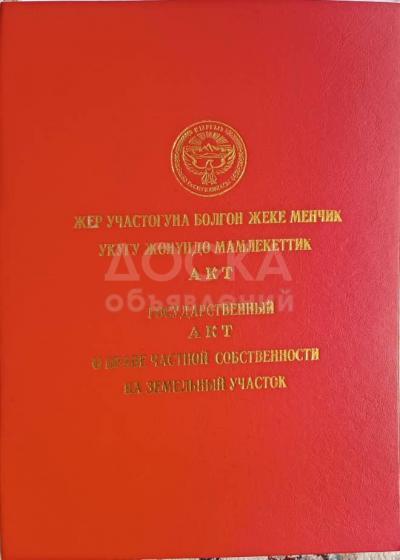 ЖЕР УЧАСТОГУНА БОЛГОН ЖЕКЕ МЕНЧИК
УКУГУ ЖӨНҮНДӨ МАМЛЕКЕТТИК
АКТ
ДОСКА
объявлений
ГОСУДАРСТВЕННЫЙ
АКТ
О ПРАВЕ ЧАСТНОЙ СОБСТВЕННОСТИ
НА ЗЕМЕЛЬНЫЙ УЧАСТОК